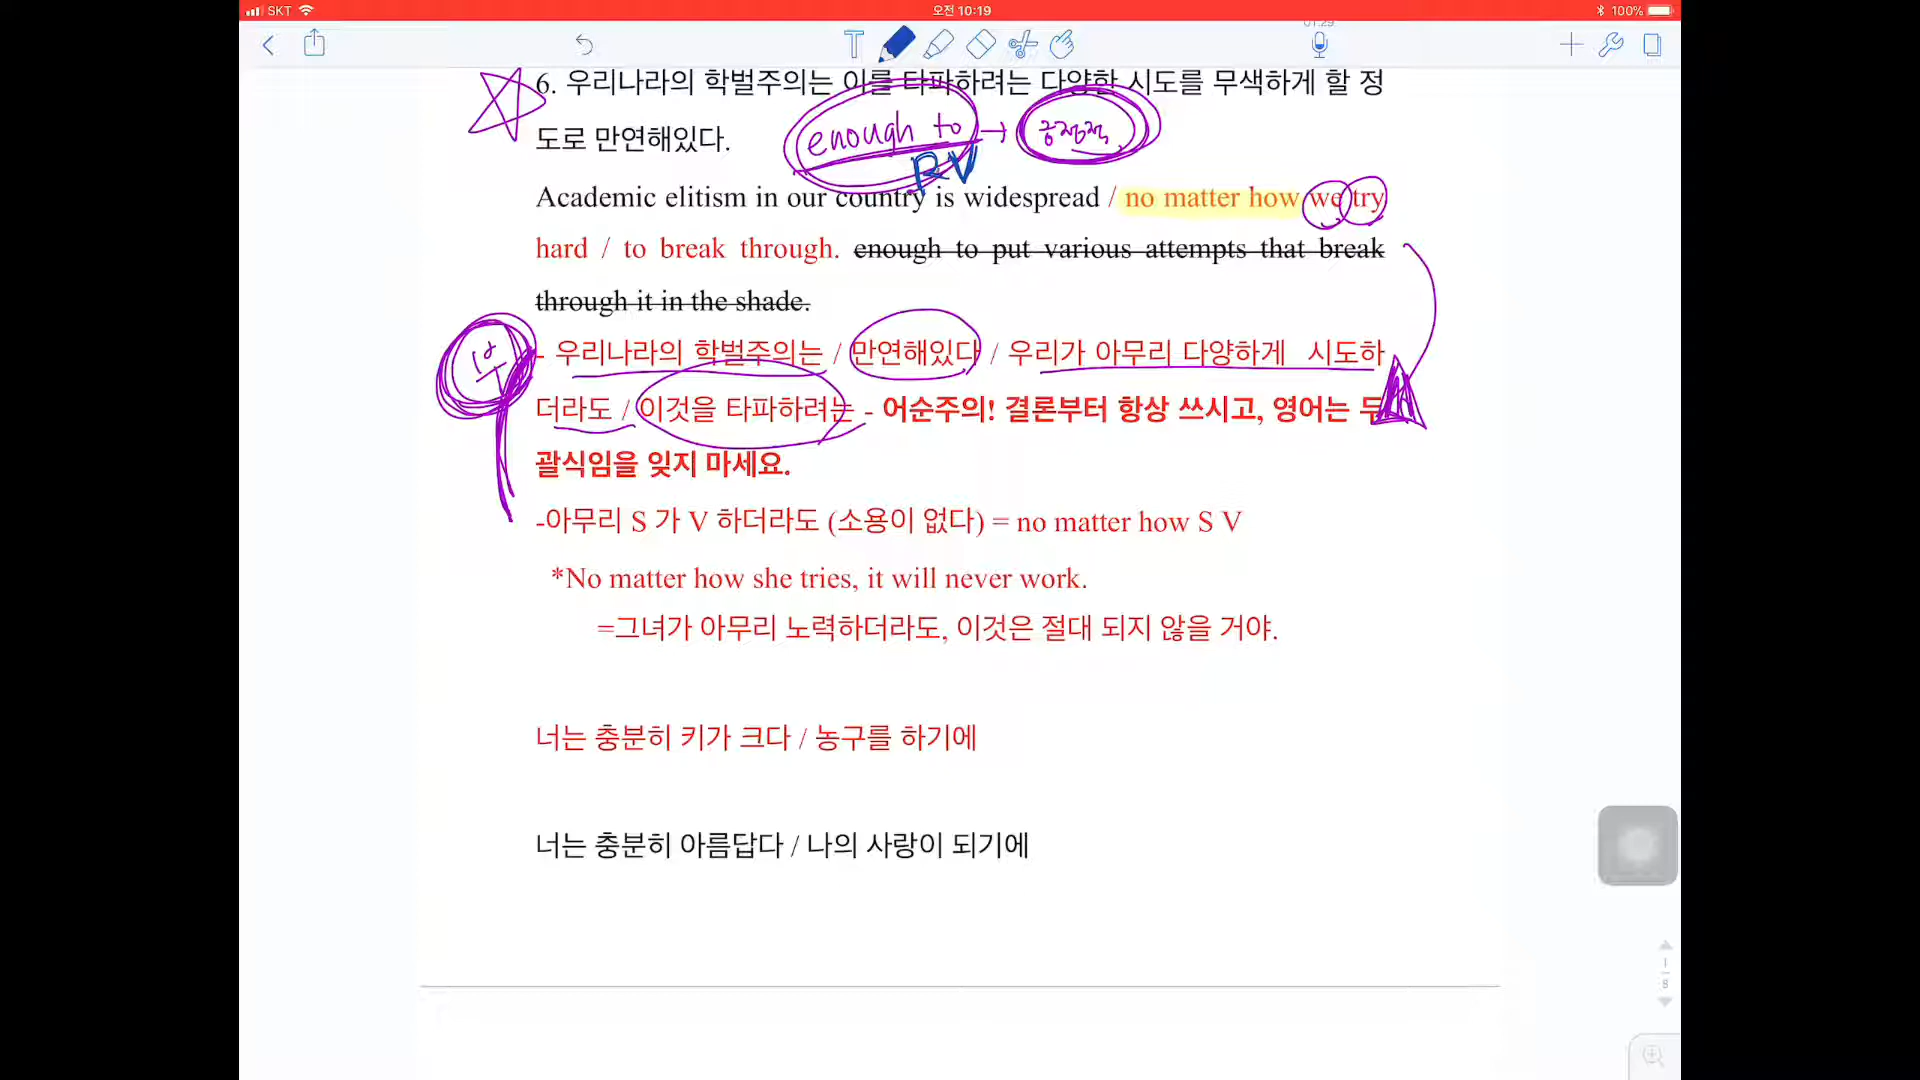 SKT 오전 10:19 100%
01:29
6. 우리나라의 학벌주의는 이를 타파하려는 다양한 시도를 무색하게 할 정
도로 만연해있다.
enough to → 긍정적
RV
Academic elitism in our country is widespread / no matter how we try
hard / to break through. enough to put various attempts that break
through it in the shade.
부
- 우리나라의 학벌주의는 / 만연해있다 / 우리가 아무리 다양하게 시도하
더라도 / 이것을 타파하려는 - 어순주의! 결론부터 항상 쓰시고, 영어는 두
괄식임을 잊지 마세요.
-아무리 S 가 V 하더라도 (소용이 없다) = no matter how S V
*No matter how she tries, it will never work.
=그녀가 아무리 노력하더라도, 이것은 절대 되지 않을 거야.
너는 충분히 키가 크다 / 농구를 하기에
너는 충분히 아름답다 / 나의 사랑이 되기에
1
8